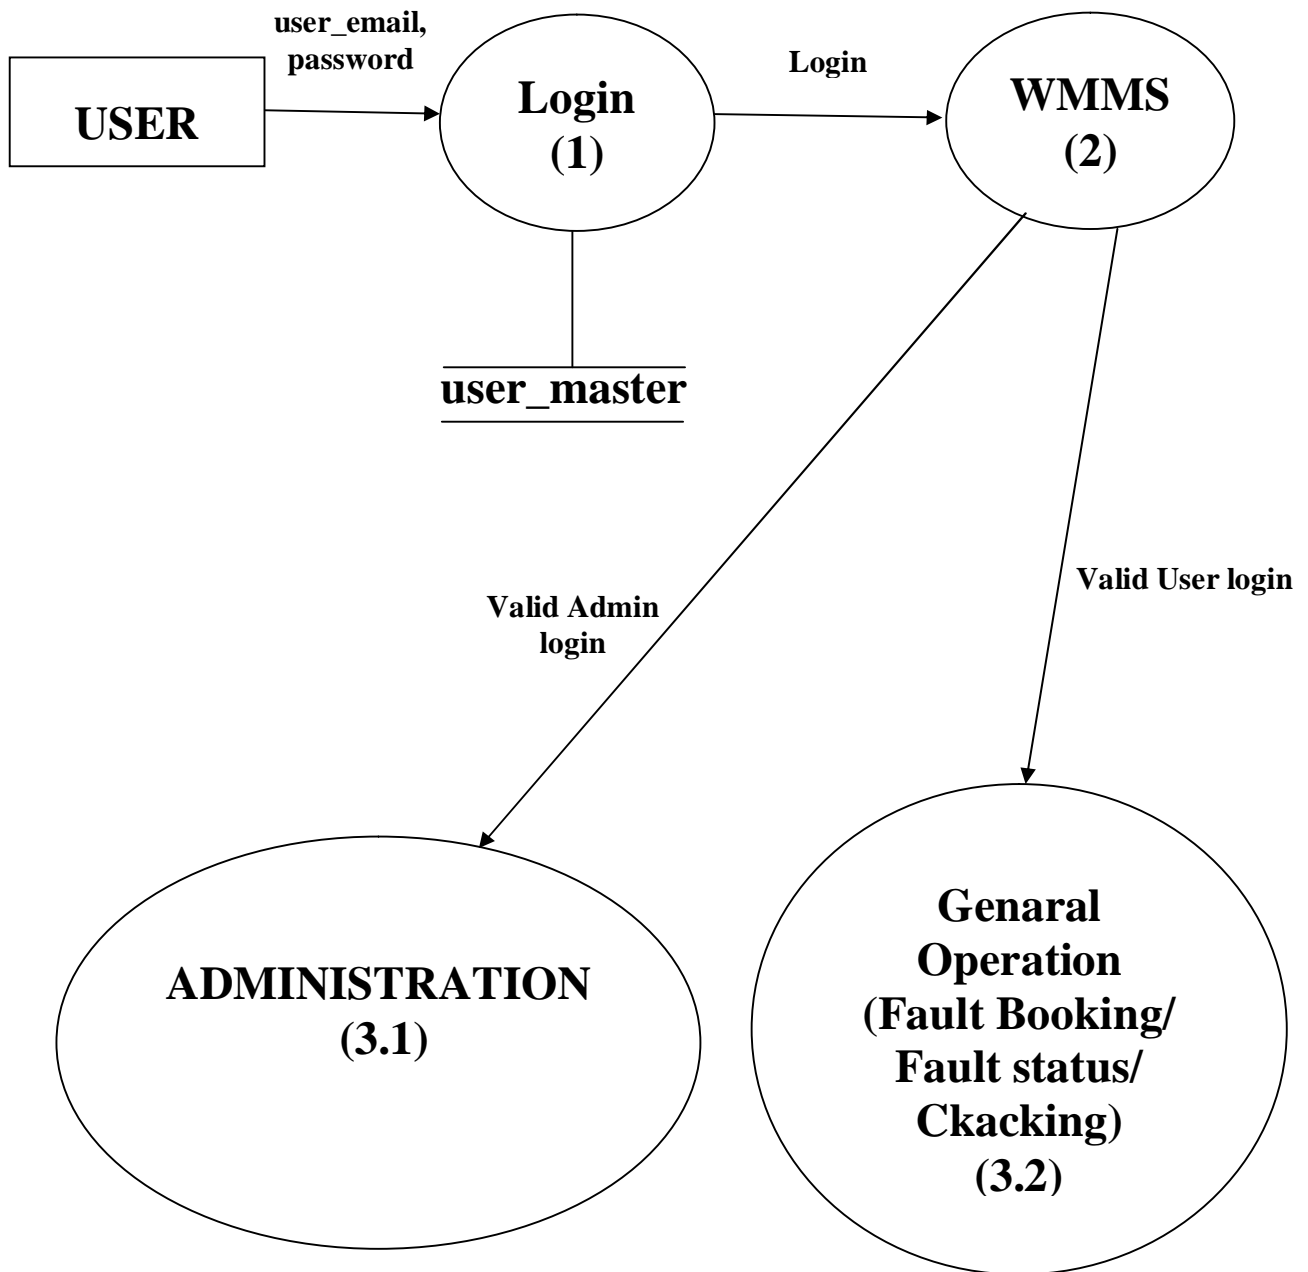 user_email,
password
USER
Login
(1)
Login
WMMS
(2)
user_master
Valid Admin
login
Valid User login
ADMINISTRATION
(3.1)
Genaral
Operation
(Fault Booking/
Fault status/
Ckacking)
(3.2)